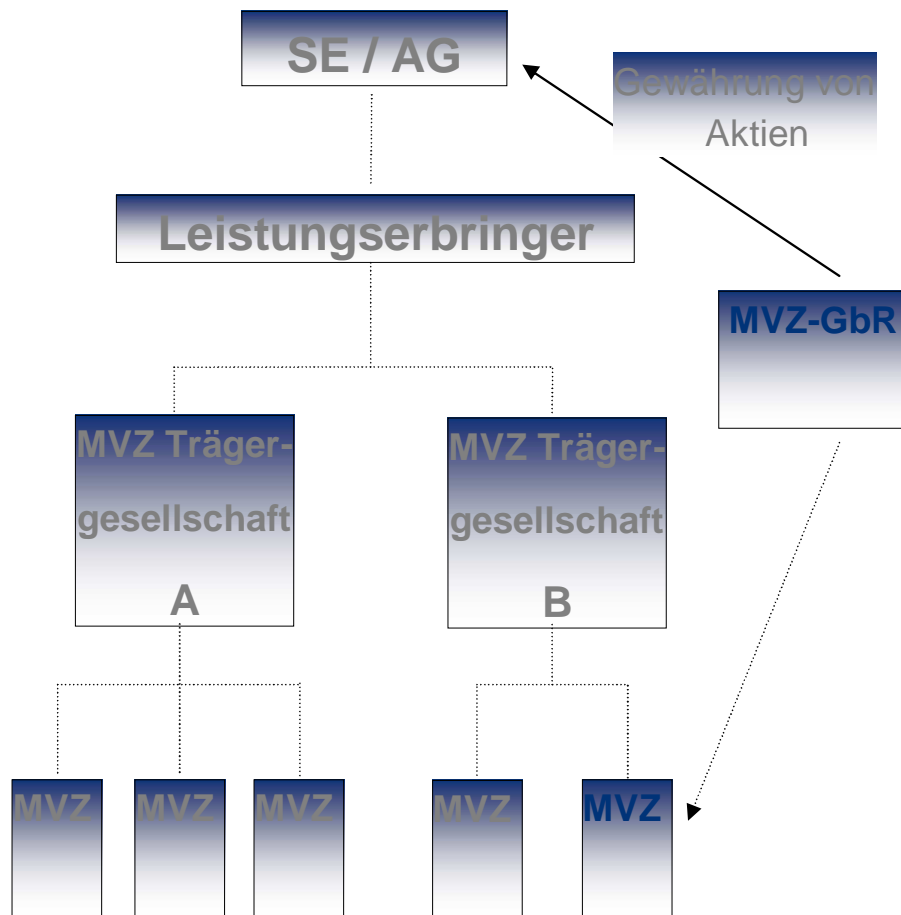 SE / AG
Gewährung von
Aktien
Leistungserbringer
MVZ-GbR
MVZ Träger-
gesellschaft
A
MVZ Träger-
gesellschaft
B
MVZ
MVZ
MVZ
MVZ
MVZ